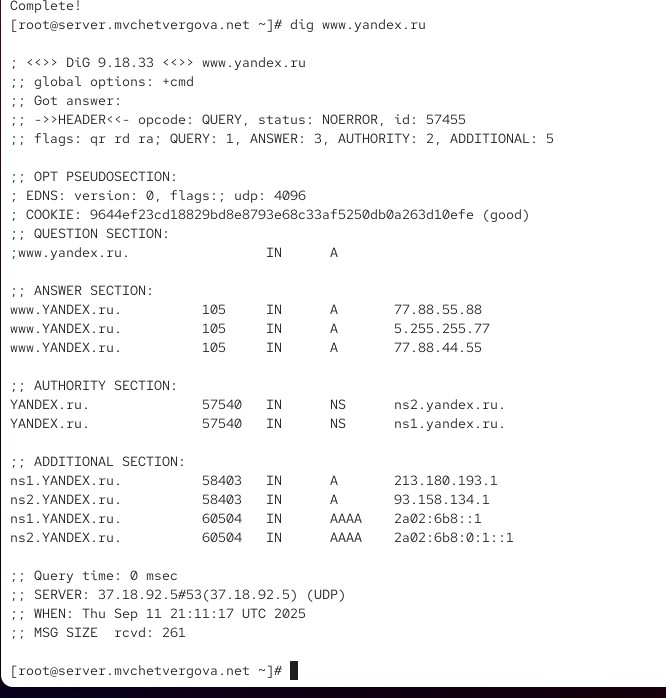 Complete!
[root@server.mvchetvergova.net ~]# dig www.yandex.ru
; <<>> DiG 9.18.33 <<>> www.yandex.ru
;; global options: +cmd
;; Got answer:
;; ->>HEADER<<- opcode: QUERY, status: NOERROR, id: 57455
;; flags: qr rd ra; QUERY: 1, ANSWER: 3, AUTHORITY: 2, ADDITIONAL: 5
;; OPT PSEUDOSECTION:
; EDNS: version: 0, flags:; udp: 4096
; COOKIE: 9644ef23cd18829bd8e8793e68c33af5250db0a263d10efe (good)
;; QUESTION SECTION:
;www.yandex.ru. IN A
;; ANSWER SECTION:
www.YANDEX.ru. 105 IN A 77.88.55.88
www.YANDEX.ru. 105 IN A 5.255.255.77
www.YANDEX.ru. 105 IN A 77.88.44.55
;; AUTHORITY SECTION:
YANDEX.ru. 57540 IN NS ns2.yandex.ru.
YANDEX.ru. 57540 IN NS ns1.yandex.ru.
;; ADDITIONAL SECTION:
ns1.YANDEX.ru. 58403 IN A 213.180.193.1
ns2.YANDEX.ru. 58403 IN A 93.158.134.1
ns1.YANDEX.ru. 60504 IN AAAA 2a02:6b8::1
ns2.YANDEX.ru. 60504 IN AAAA 2a02:6b8:0:1::1
;; Query time: 0 msec
;; SERVER: 37.18.92.5#53(37.18.92.5) (UDP)
;; WHEN: Thu Sep 11 21:11:17 UTC 2025
;; MSG SIZE rcvd: 261
[root@server.mvchetvergova.net ~]#